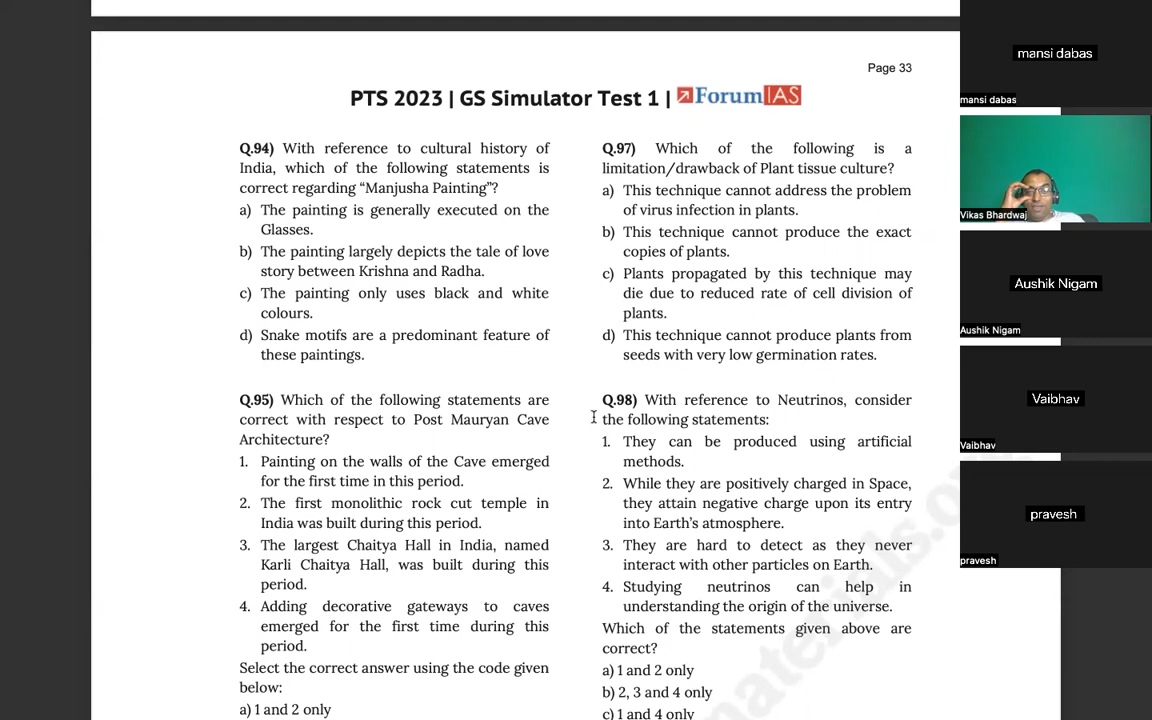 Page 33
PTS 2023 | GS Simulator Test 1 | ForumIAS
Q.94) With reference to cultural history of
India, which of the following statements is
correct regarding “Manjusha Painting”?
a) The painting is generally executed on the
Glasses.
b) The painting largely depicts the tale of love
story between Krishna and Radha.
c) The painting only uses black and white
colours.
d) Snake motifs are a predominant feature of
these paintings.
Q.95) Which of the following statements are
correct with respect to Post Mauryan Cave
Architecture?
1. Painting on the walls of the Cave emerged
for the first time in this period.
2. The first monolithic rock cut temple in
India was built during this period.
3. The largest Chaitya Hall in India, named
Karli Chaitya Hall, was built during this
period.
4. Adding decorative gateways to caves
emerged for the first time during this
period.
Select the correct answer using the code given
below:
a) 1 and 2 only
Q.97) Which of the following is a
limitation/drawback of Plant tissue culture?
a) This technique cannot address the problem
of virus infection in plants.
b) This technique cannot produce the exact
copies of plants.
c) Plants propagated by this technique may
die due to reduced rate of cell division of
plants.
d) This technique cannot produce plants from
seeds with very low germination rates.
Q.98) With reference to Neutrinos, consider
the following statements:
1. They can be produced using artificial
methods.
2. While they are positively charged in Space,
they attain negative charge upon its entry
into Earth’s atmosphere.
3. They are hard to detect as they never
interact with other particles on Earth.
4. Studying neutrinos can help in
understanding the origin of the universe.
Which of the statements given above are
correct?
a) 1 and 2 only
b) 2, 3 and 4 only
c) 1 and 4 only
mansi dabas
mansi dabas
Vikas Bhardwaj
Aushik Nigam
Aushik Nigam
Vaibhav
Vaibhav
pravesh
pravesh